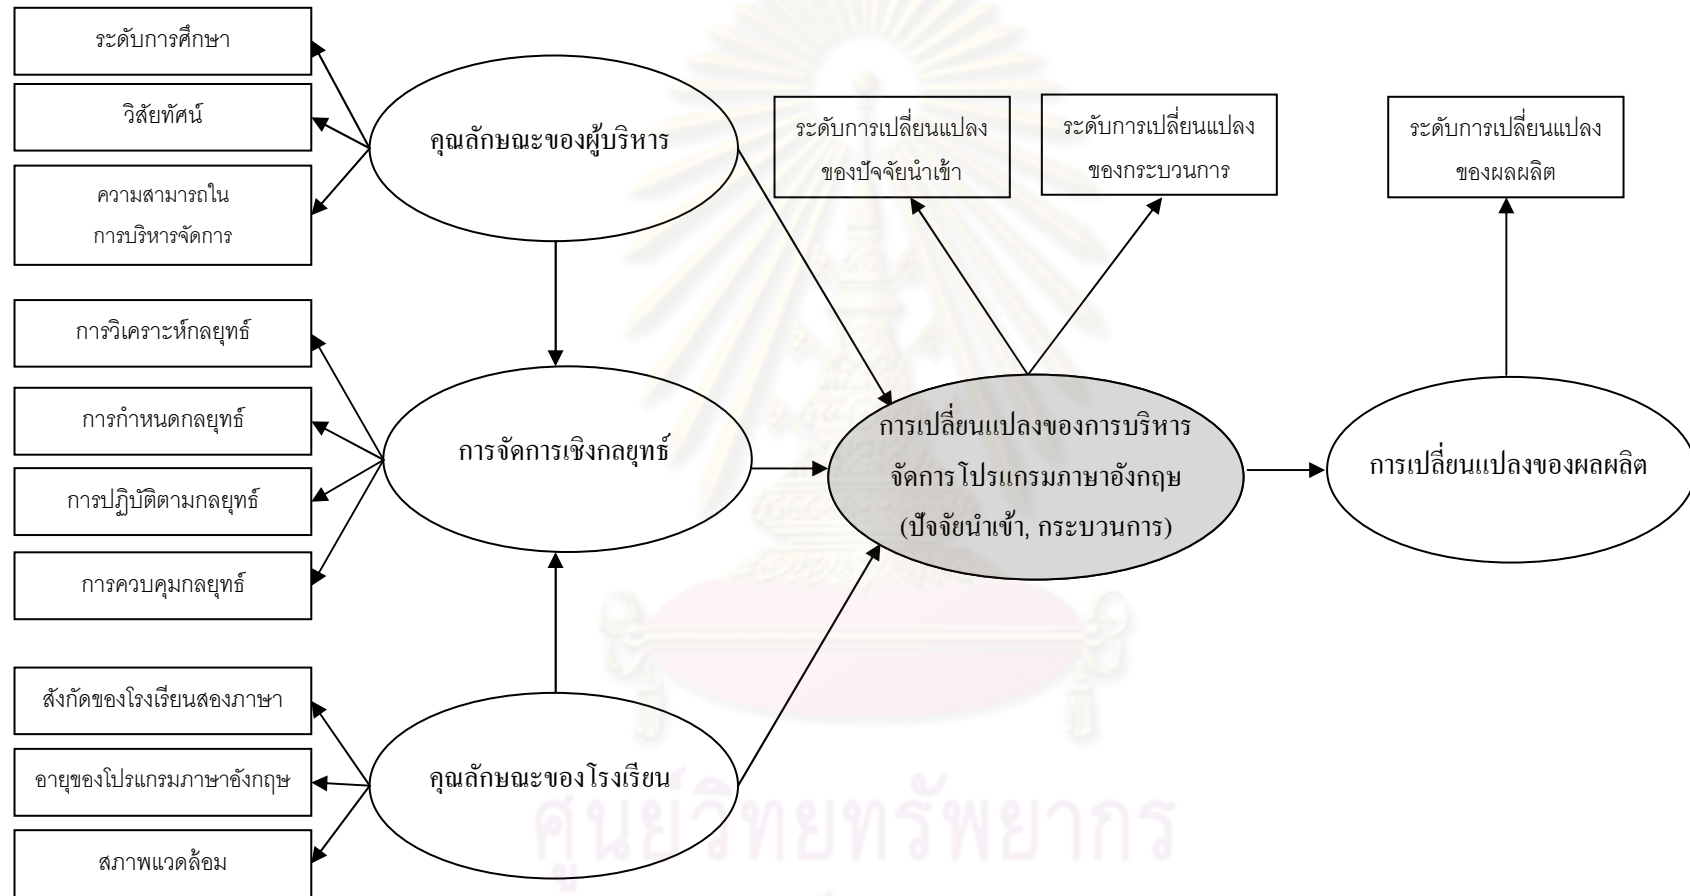 ระดับการศึกษา
วิสัยทัศน์
ความสามารถใน
การบริหารจัดการ
การวิเคราะห์กลยุทธ์
การกำหนดกลยุทธ์
การปฏิบัติตามกลยุทธ์
การควบคุมกลยุทธ์
สังกัดของโรงเรียนสองภาษา
อายุของโปรแกรมภาษาอังกฤษ
สภาพแวดล้อม
คุณลักษณะของผู้บริหาร
การจัดการเชิงกลยุทธ์
คุณลักษณะของโรงเรียน
ระดับการเปลี่ยนแปลง
ของปัจจัยนำเข้า
ระดับการเปลี่ยนแปลง
ของกระบวนการ
การเปลี่ยนแปลงของการบริหาร
จัดการโปรแกรมภาษาอังกฤษ
(ปัจจัยนำเข้า, กระบวนการ)
ระดับการเปลี่ยนแปลง
ของผลผลิต
การเปลี่ยนแปลงของผลผลิต
ศูนย์วิทยทรัพยากร